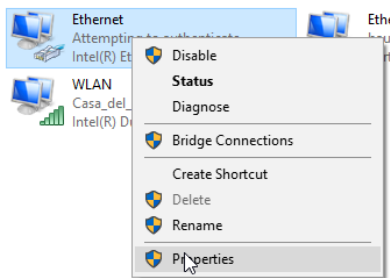 Ethernet
Attempting to authenticate
Intel(R) Et
WLAN
Casa_del_
Intel(R) Du
Disable
Status
Diagnose
Bridge Connections
Create Shortcut
Delete
Rename
Properties